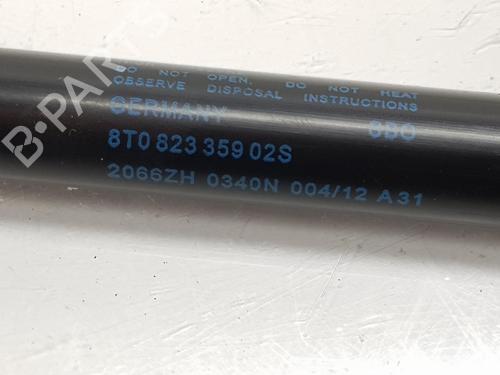 DO NOT OPEN. DO NOT HEAT
OBSERVE DISPOSAL INSTRUCTIONS
GERMANY
8T0 823 359 02S
2066ZH 0340N 004/12 A31